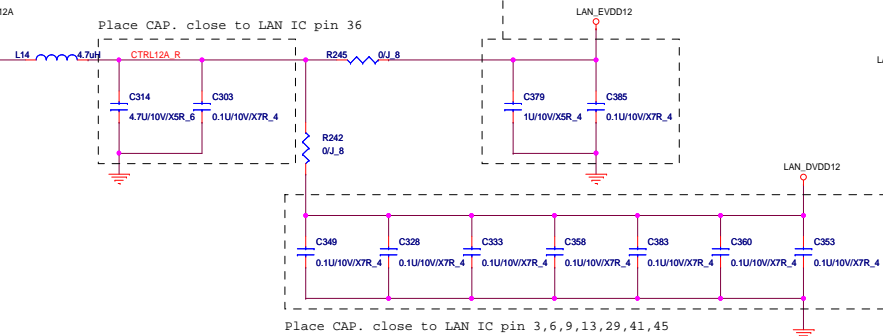 12A
LAN_EVDD12
Place CAP. close to LAN IC pin 36
L14 4.7uH CTRL12A_R R245 0/J_8 L
C314 C303 C379 C385
4.7U/10V/X5R_6 0.1U/10V/X7R_4 1U/10V/X5R_4 0.1U/10V/X7R_4
R242
0/J_8
LAN_DVDD12
C349 C328 C333 C358 C383 C360 C353
0.1U/10V/X7R_4 0.1U/10V/X7R_4 0.1U/10V/X7R_4 0.1U/10V/X7R_4 0.1U/10V/X7R_4 0.1U/10V/X7R_4 0.1U/10V/X7R_4
Place CAP. close to LAN IC pin 3,6,9,13,29,41,45